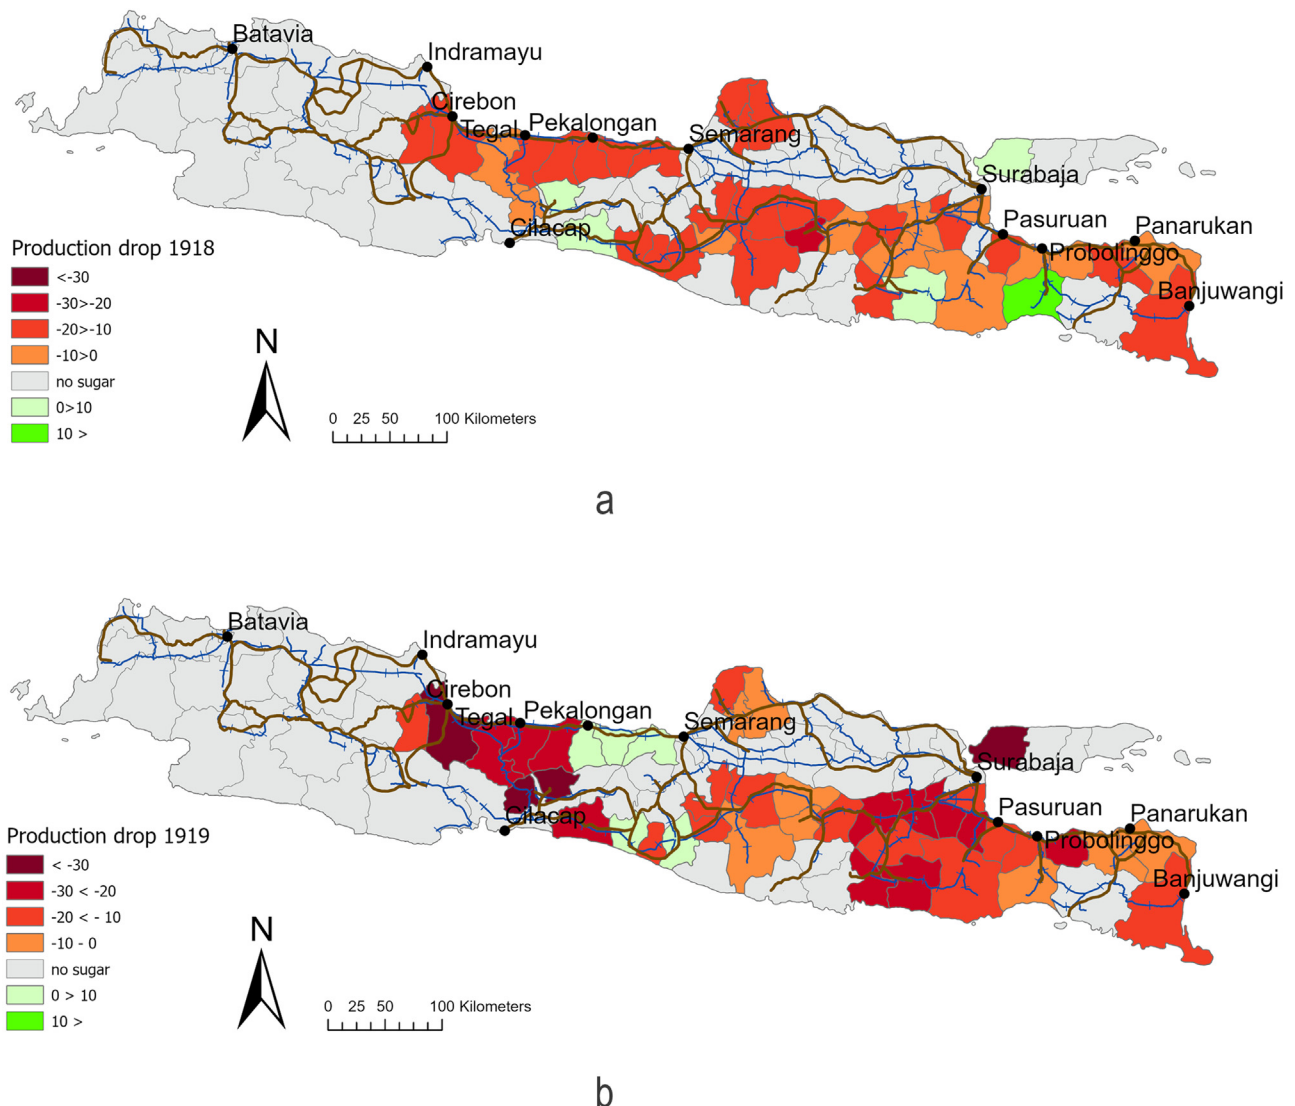 Batavia
Indramayu
Cirebon
Tegal
Pekalongan
Semarang
Surabaja
Cilacap
Pasuruan
Panarukan
Probolinggo
Banjuwangi
Production drop 1918
<-30
-30>-20
-20>-10
-10>0
no sugar
0>10
10 >
N
0 25 50 100 Kilometers
a
Batavia
Indramayu
Cirebon
Tegal
Pekalongan
Semarang
Surabaja
Cilacap
Pasuruan
Panarukan
Probolinggo
Banjuwangi
Production drop 1919
< -30
-30 < -20
-20 < - 10
-10 - 0
no sugar
0 > 10
10 >
N
0 25 50 100 Kilometers
b